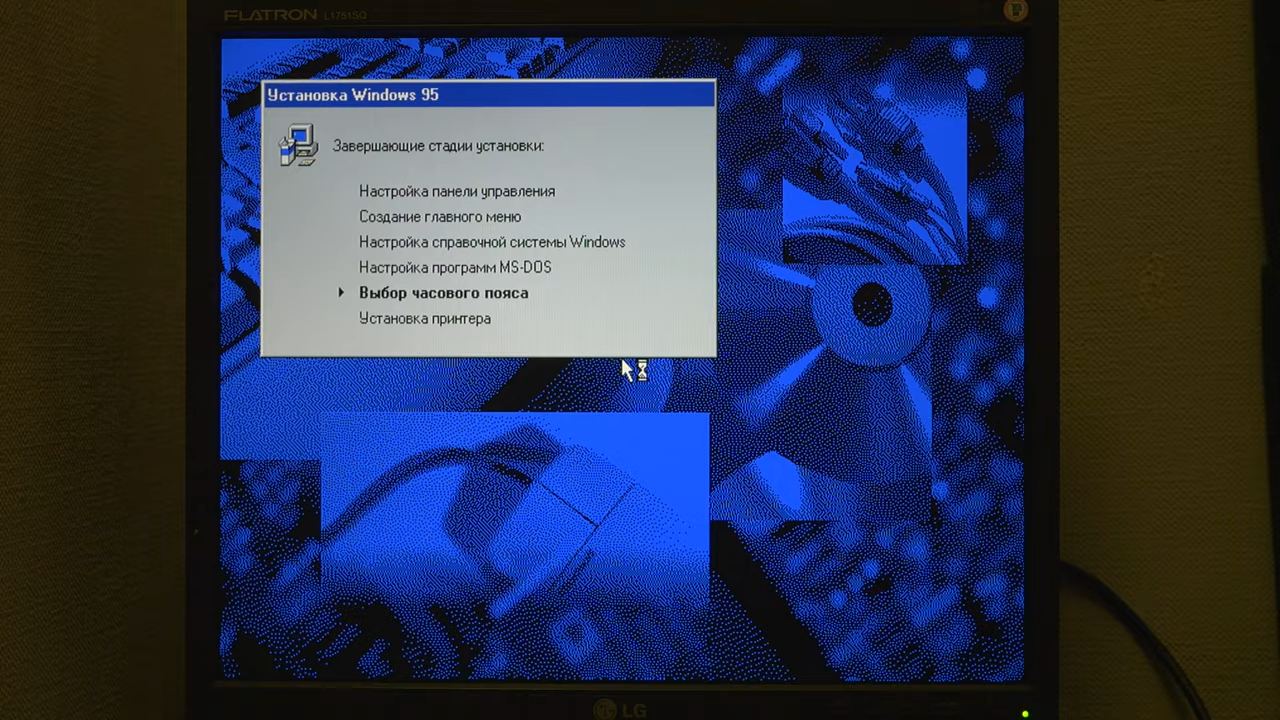 FLATRON L1751SQ
Установка Windows 95
Завершающие стадии установки:
Настройка панели управления
Создание главного меню
Настройка справочной системы Windows
Настройка программ MS-DOS
Выбор часового пояса
Установка принтера
LG